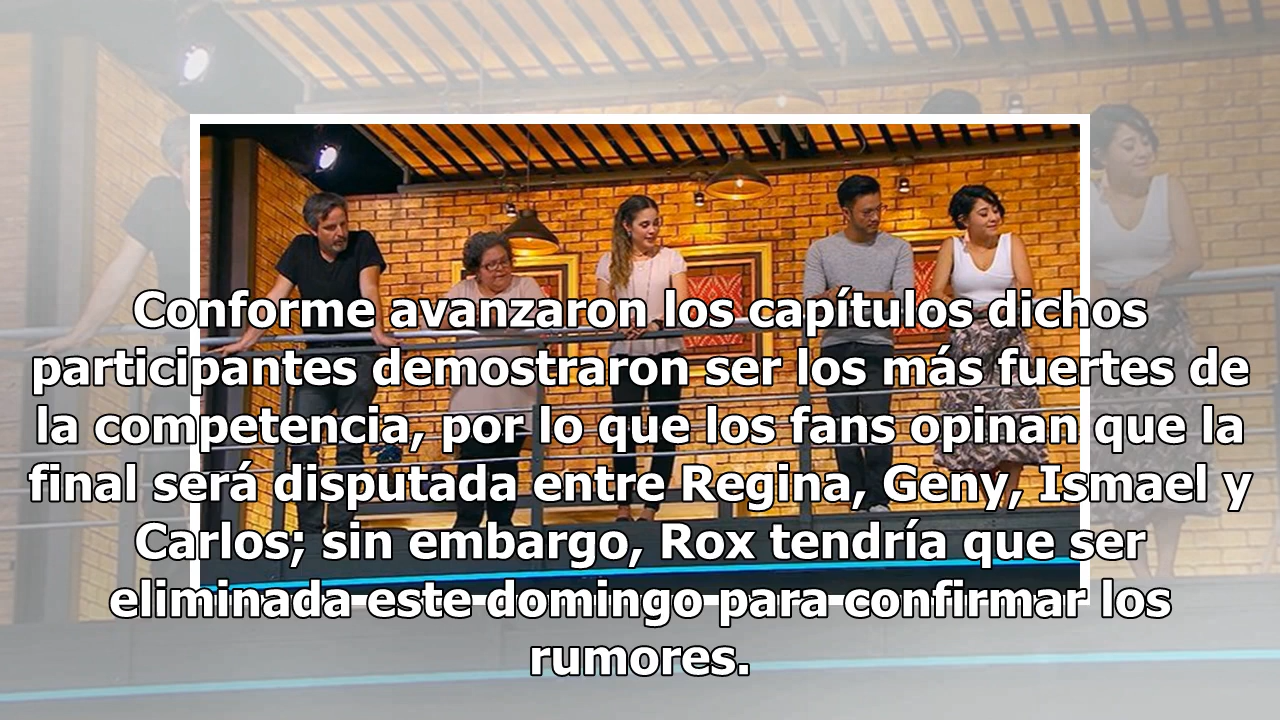 Conforme avanzaron los capítulos dichos
participantes demostraron ser los más fuertes de
la competencia, por lo que los fans opinan que la
final será disputada entre Regina, Geny, Ismael y
Carlos; sin embargo, Rox tendría que ser
eliminada este domingo para confirmar los
rumores.